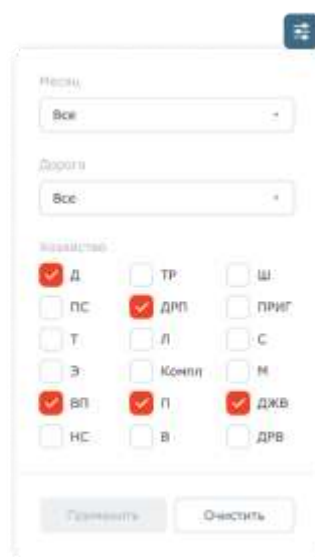 Месяц
Все
Дорога
Все
Хозяйство
Д ТР Ш
ПС ДРП ПРИГ
Т Л С
Э Компл М
ВП П ДЖВ
НС В ДРВ
Применить Очистить